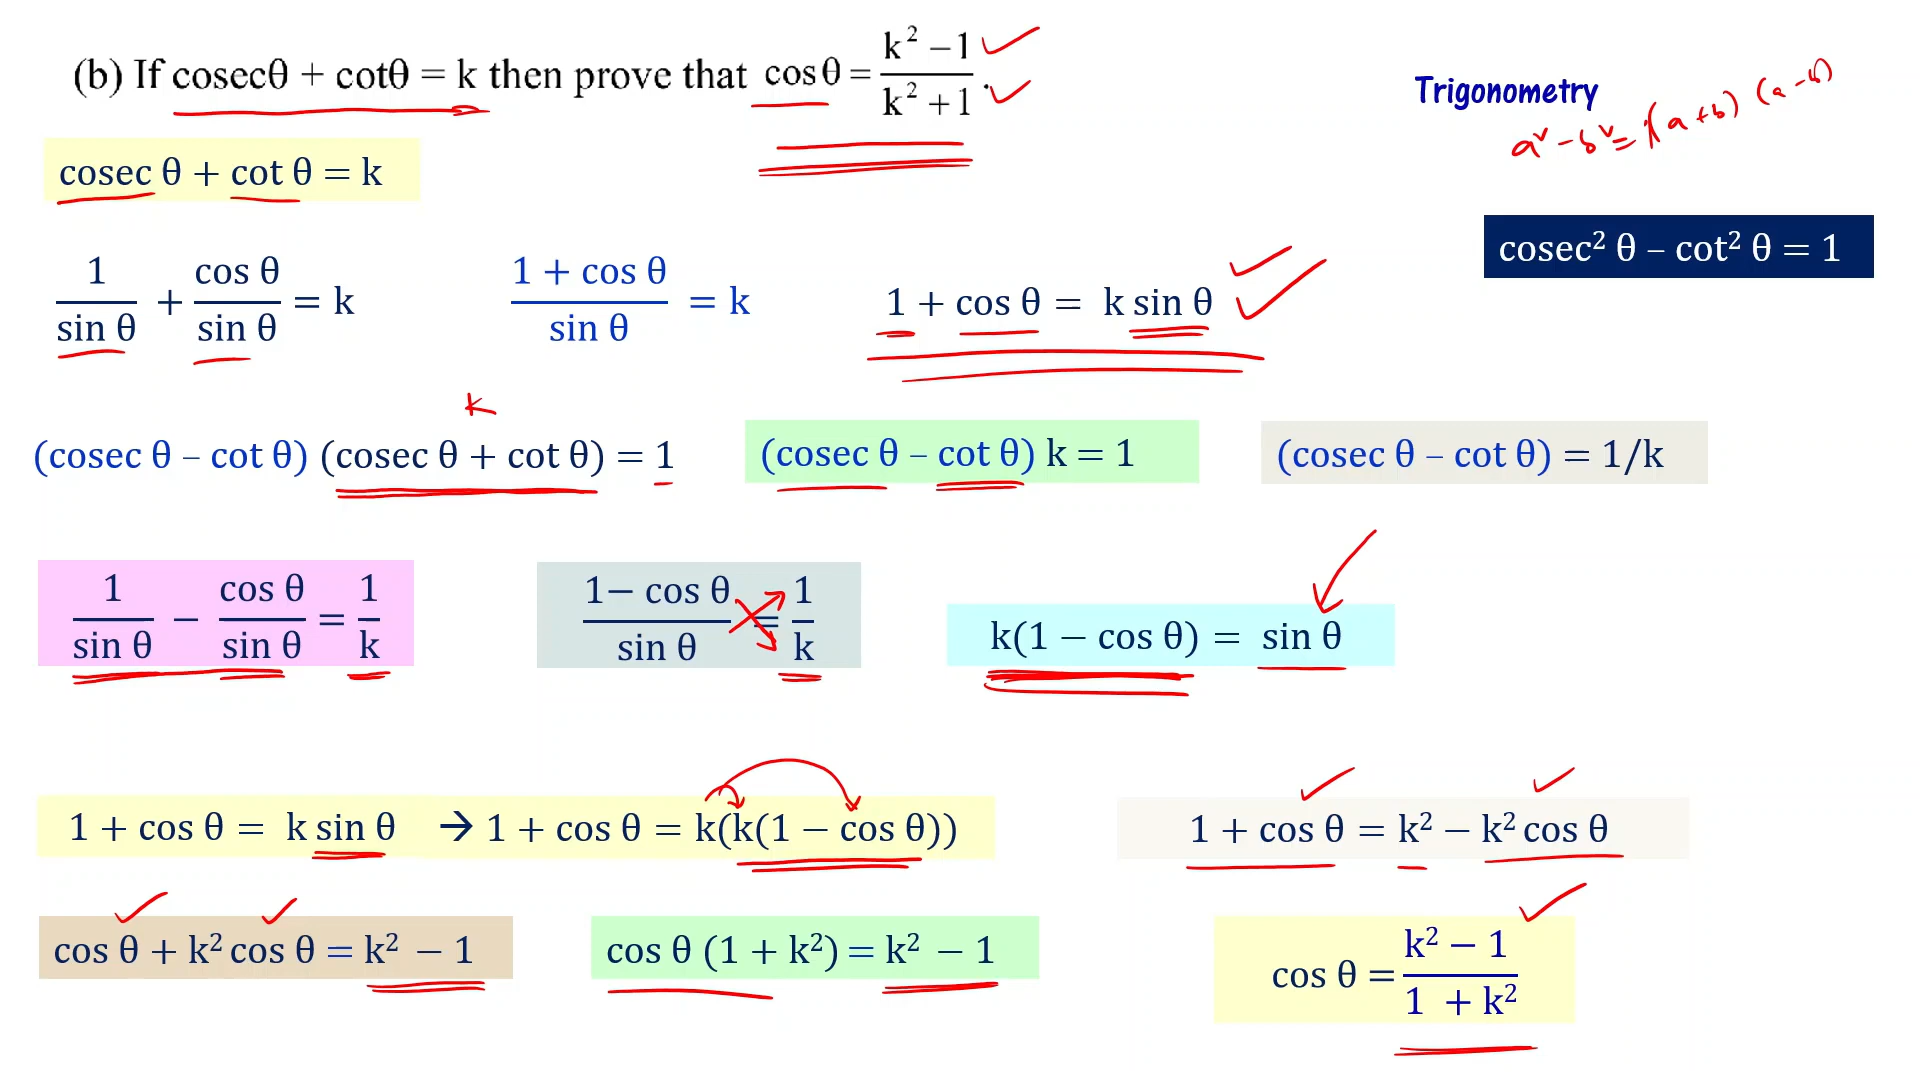 (b) If cosecθ + cotθ = k then prove that cosθ = (k² − 1)/(k² + 1).
Trigonometry
a² − b² = (a + b) (a − b)
cosec θ + cot θ = k
cosec² θ – cot² θ = 1
1/sin θ + cos θ/sin θ = k
(1 + cos θ)/sin θ = k
1 + cos θ = k sin θ
k
(cosec θ – cot θ) (cosec θ + cot θ) = 1
(cosec θ – cot θ) k = 1
(cosec θ – cot θ) = 1/k
1/sin θ − cos θ/sin θ = 1/k
(1− cos θ)/sin θ = 1/k
k(1 − cos θ) = sin θ
1 + cos θ = k sin θ → 1 + cos θ = k(k(1 − cos θ))
1 + cos θ = k² − k² cos θ
cos θ + k² cos θ = k² − 1
cos θ (1 + k²) = k² − 1
cos θ = (k² − 1)/(1 + k²)